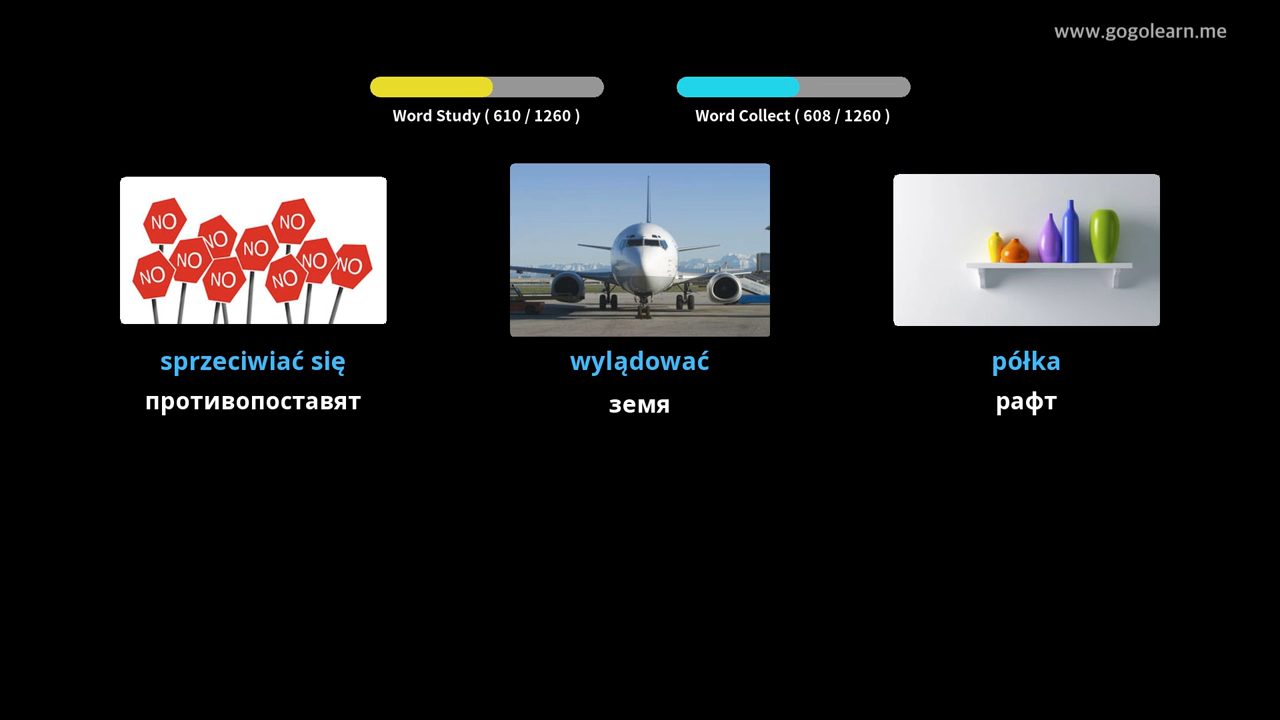 www.gogolearn.me
Word Study ( 610 / 1260 )
Word Collect ( 608 / 1260 )
NO
NO
NO
NO
NO
NO
NO
NO
NO
NO
sprzeciwiać się
wylądować
półka
противопоставят
земя
рафт